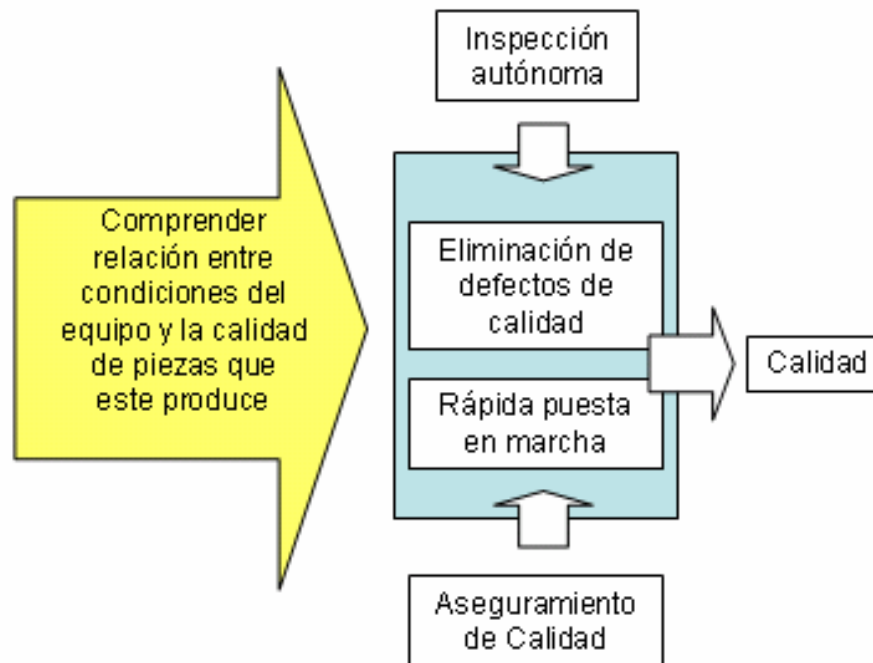 Inspección
autónoma
Comprender
relación entre
condiciones del
equipo y la calidad
de piezas que
este produce
Eliminación de
defectos de
calidad
Rápida puesta
en marcha
Calidad
Aseguramiento
de Calidad